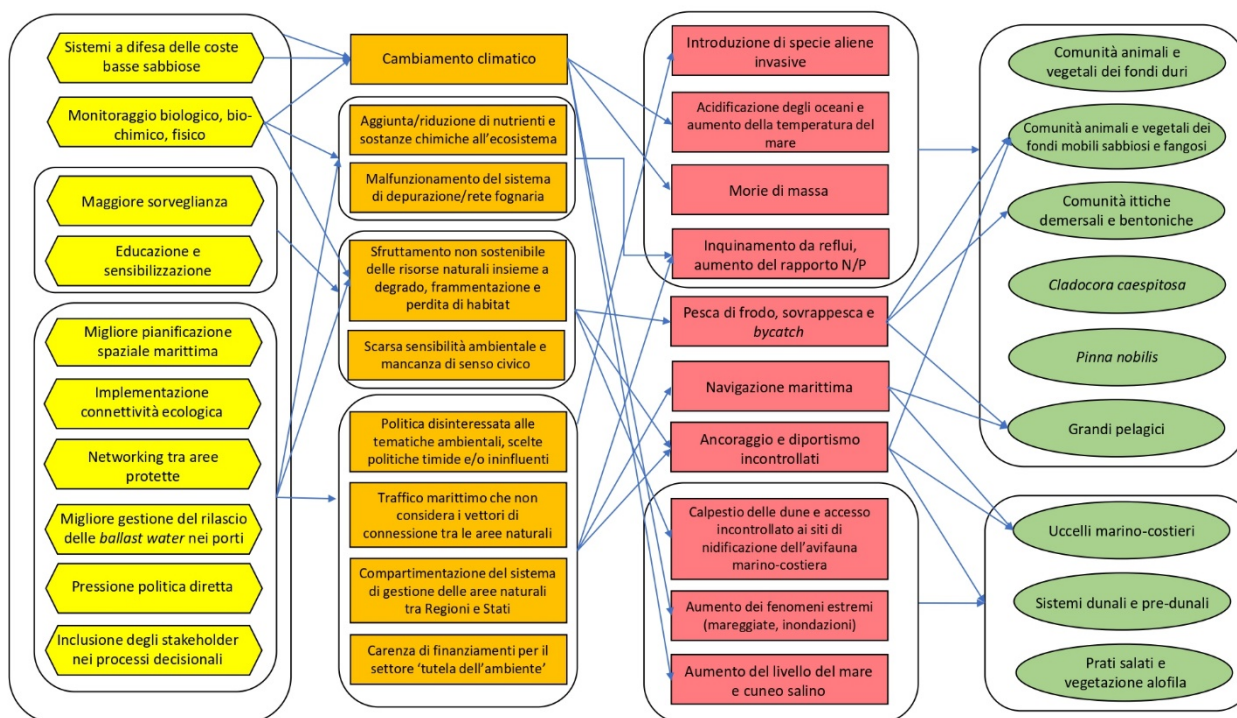 Sistemi a difesa delle coste
basse sabbiose
Monitoraggio biologico, bio-
chimico, fisico
Maggiore sorveglianza
Educazione e
sensibilizzazione
Migliore pianificazione
spaziale marittima
Implementazione
connettività ecologica
Networking tra aree
protette
Migliore gestione del rilascio
delle ballast water nei porti
Pressione politica diretta
Inclusione degli stakeholder
nei processi decisionali
Cambiamento climatico
Aggiunta/riduzione di nutrienti e
sostanze chimiche all'ecosistema
Malfunzionamento del sistema
di depurazione/rete fognaria
Sfruttamento non sostenibile
delle risorse naturali insieme a
degrado, frammentazione e
perdita di habitat
Scarsa sensibilità ambientale e
mancanza di senso civico
Politica disinteressata alle
tematiche ambientali, scelte
politiche timide e/o ininfluenti
Traffico marittimo che non
considera i vettori di
connessione tra le aree naturali
Compartimentazione del sistema
di gestione delle aree naturali
tra Regioni e Stati
Carenza di finanziamenti per il
settore 'tutela dell'ambiente'
Introduzione di specie aliene
invasive
Acidificazione degli oceani e
aumento della temperatura del
mare
Morie di massa
Inquinamento da reflui,
aumento del rapporto N/P
Pesca di frodo, sovrappesca e
bycatch
Navigazione marittima
Ancoraggio e diportismo
incontrollati
Calpestio delle dune e accesso
incontrollato ai siti di
nidificazione dell'avifauna
marino-costiera
Aumento dei fenomeni estremi
(mareggiate, inondazioni)
Aumento del livello del mare
e cuneo salino
Comunità animali e
vegetali dei fondi duri
Comunità animali e vegetali dei
fondi mobili sabbiosi e fangosi
Comunità ittiche
demersali e bentoniche
Cladocora caespitosa
Pinna nobilis
Grandi pelagici
Uccelli marino-costieri
Sistemi dunali e pre-dunali
Prati salati e
vegetazione alofila